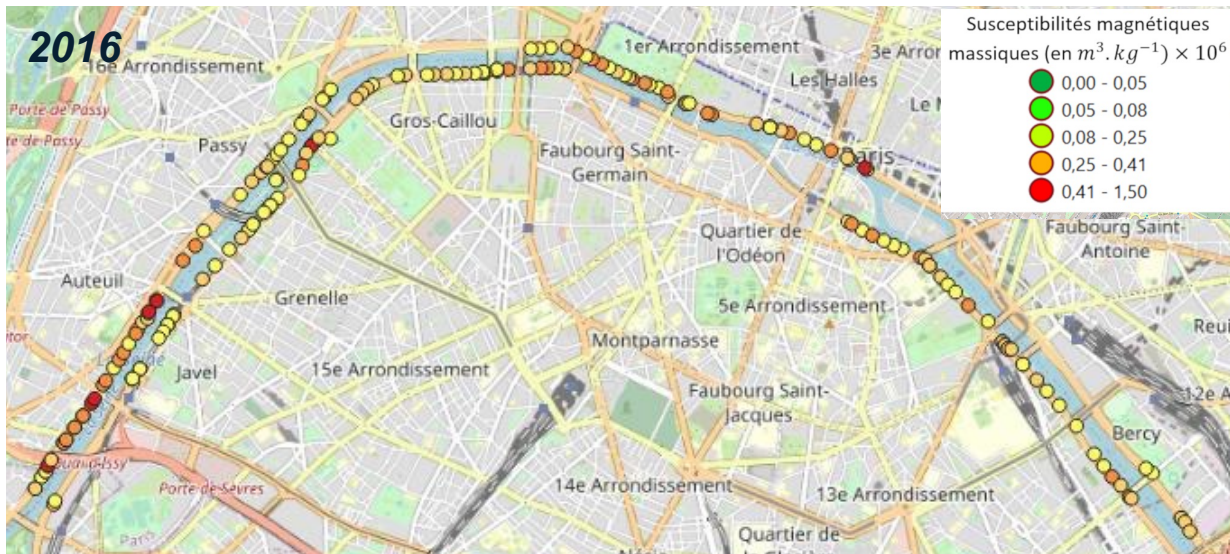 2016
Susceptibilités magnétiques
massiques (en m³. kg⁻¹) × 10⁶
0,00 - 0,05
0,05 - 0,08
0,08 - 0,25
0,25 - 0,41
0,41 - 1,50
1er Arrondissement
3e Arron
16e Arrondissement
Les Halles
Le M
Porte de Passy
te de Passy
Gros-Caillou
Passy
Faubourg Saint-
Germain
Paris
Quartier de
l'Odéon
Faubourg Saint-
Antoine
Auteuil
Grenelle
5e Arrondissement
Reui
Montparnasse
Javel
15e Arrondissement
Faubourg Saint-
Jacques
12e A
Bercy
Quai d'Issy
Porte de Sèvres
14e Arrondissement
13e Arrondissement
Quartier de